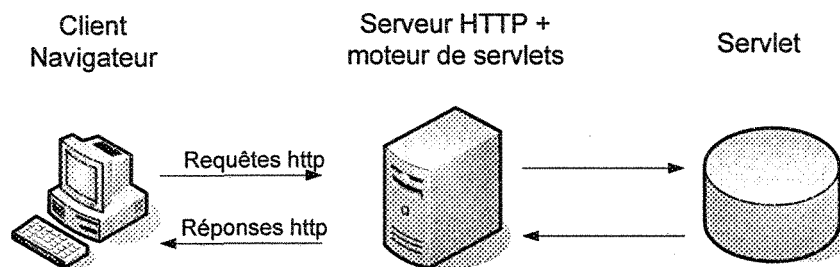 Client
Navigateur
Serveur HTTP +
moteur de servlets
Servlet
Requêtes http
Réponses http